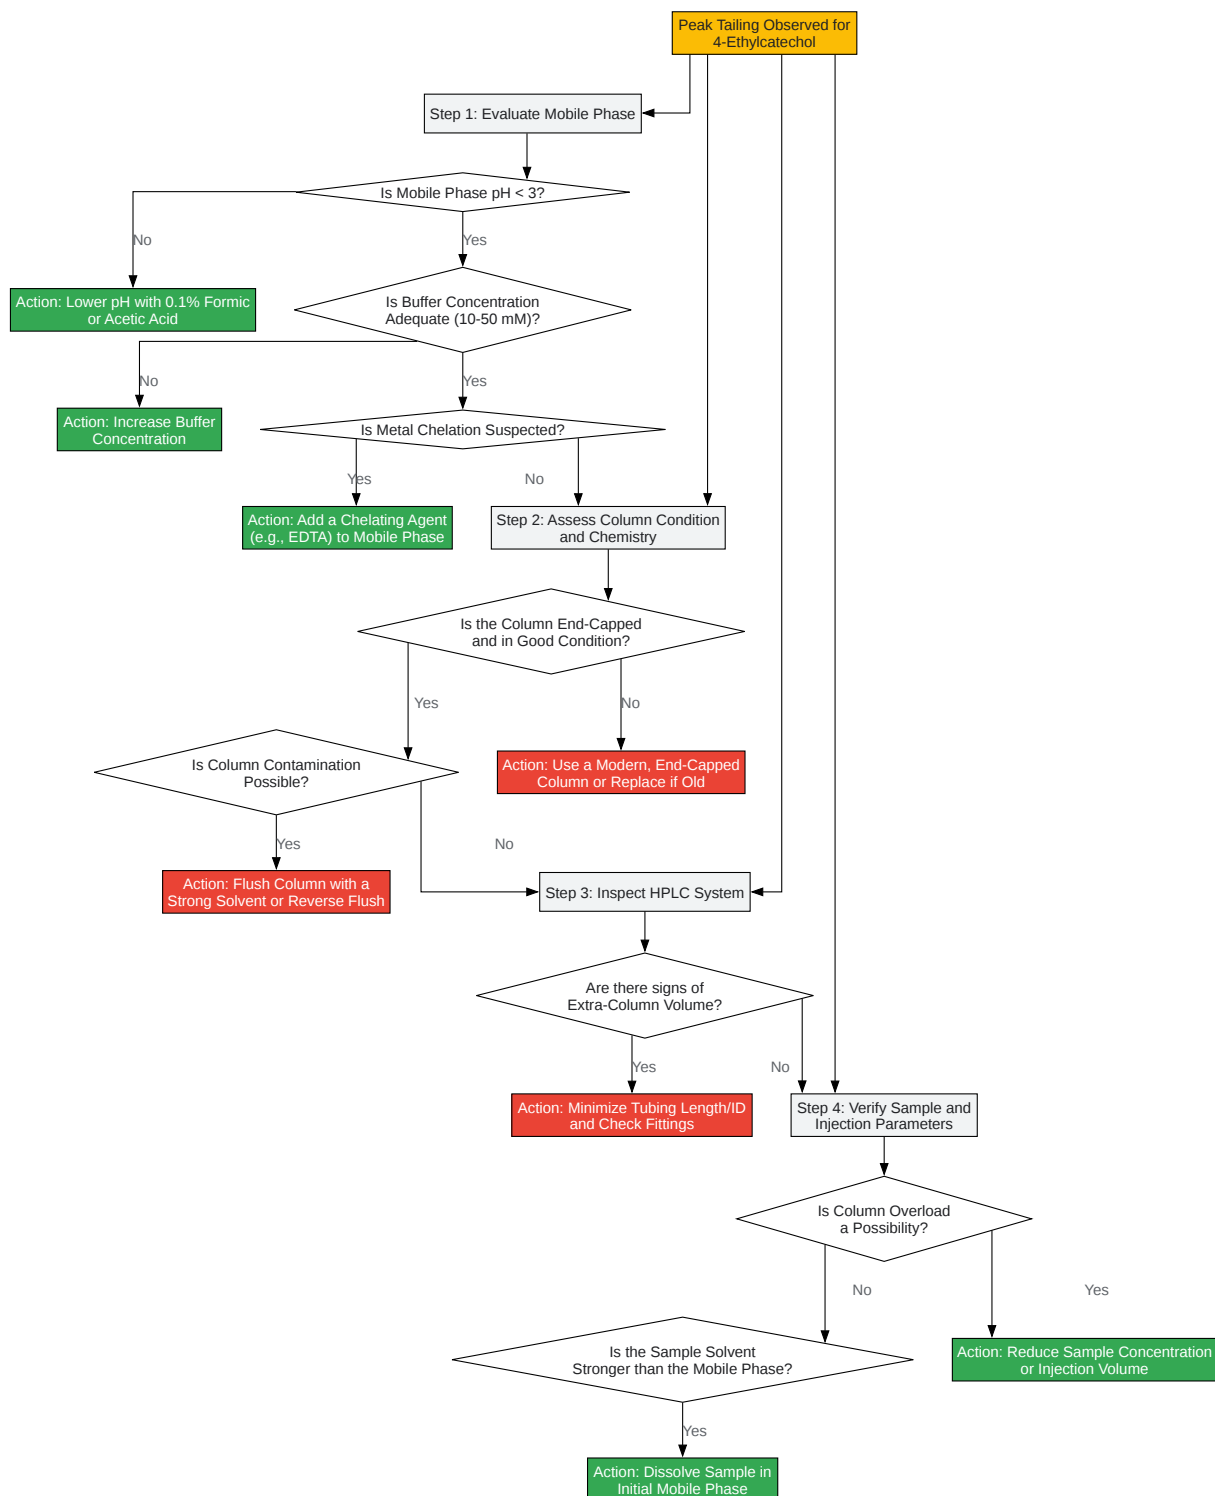 Peak Tailing Observed for
4-Ethylcatechol
Step 1: Evaluate Mobile Phase
Is Mobile Phase pH < 3?
No
Yes
Action: Lower pH with 0.1% Formic
or Acetic Acid
Is Buffer Concentration
Adequate (10-50 mM)?
No
Yes
Action: Increase Buffer
Concentration
Is Metal Chelation Suspected?
Yes
No
Action: Add a Chelating Agent
(e.g., EDTA) to Mobile Phase
Step 2: Assess Column Condition
and Chemistry
Is the Column End-Capped
and in Good Condition?
Yes
No
Is Column Contamination
Possible?
Action: Use a Modern, End-Capped
Column or Replace if Old
Yes
No
Action: Flush Column with a
Strong Solvent or Reverse Flush
Step 3: Inspect HPLC System
Are there signs of
Extra-Column Volume?
Yes
No
Action: Minimize Tubing Length/ID
and Check Fittings
Step 4: Verify Sample and
Injection Parameters
Is Column Overload
a Possibility?
No
Yes
Is the Sample Solvent
Stronger than the Mobile Phase?
Action: Reduce Sample Concentration
or Injection Volume
Yes
Action: Dissolve Sample in
Initial Mobile Phase